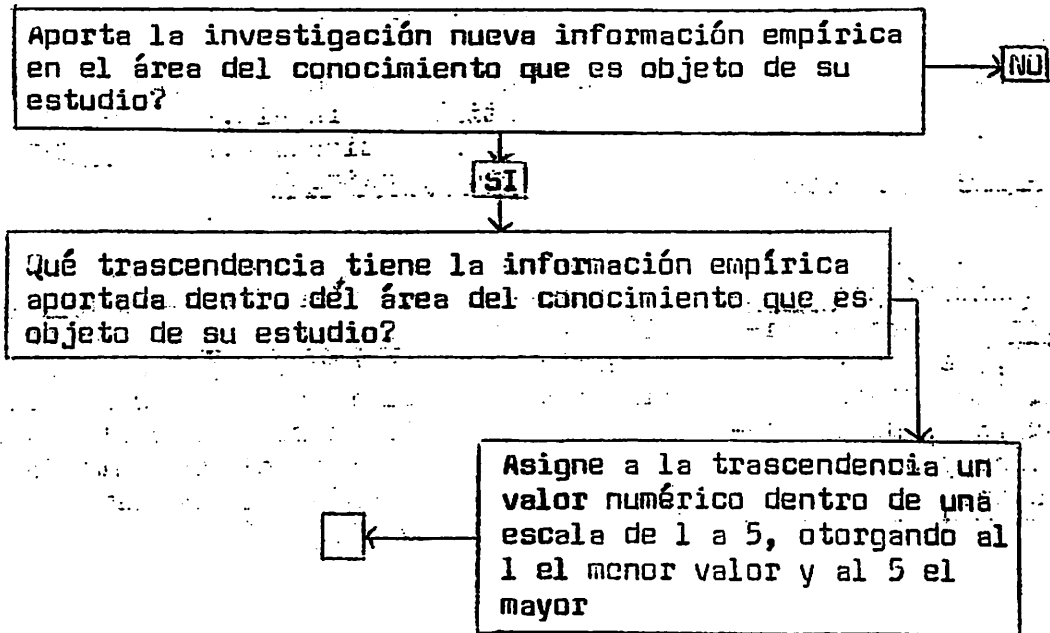 Aporta la investigación nueva información empírica
en el área del conocimiento que es objeto de su
estudio?
NO
SI
Qué trascendencia tiene la información empírica
aportada dentro del área del conocimiento que es
objeto de su estudio?
Asigne a la trascendencia un
valor numérico dentro de una
escala de 1 a 5, otorgando al
1 el menor valor y al 5 el
mayor